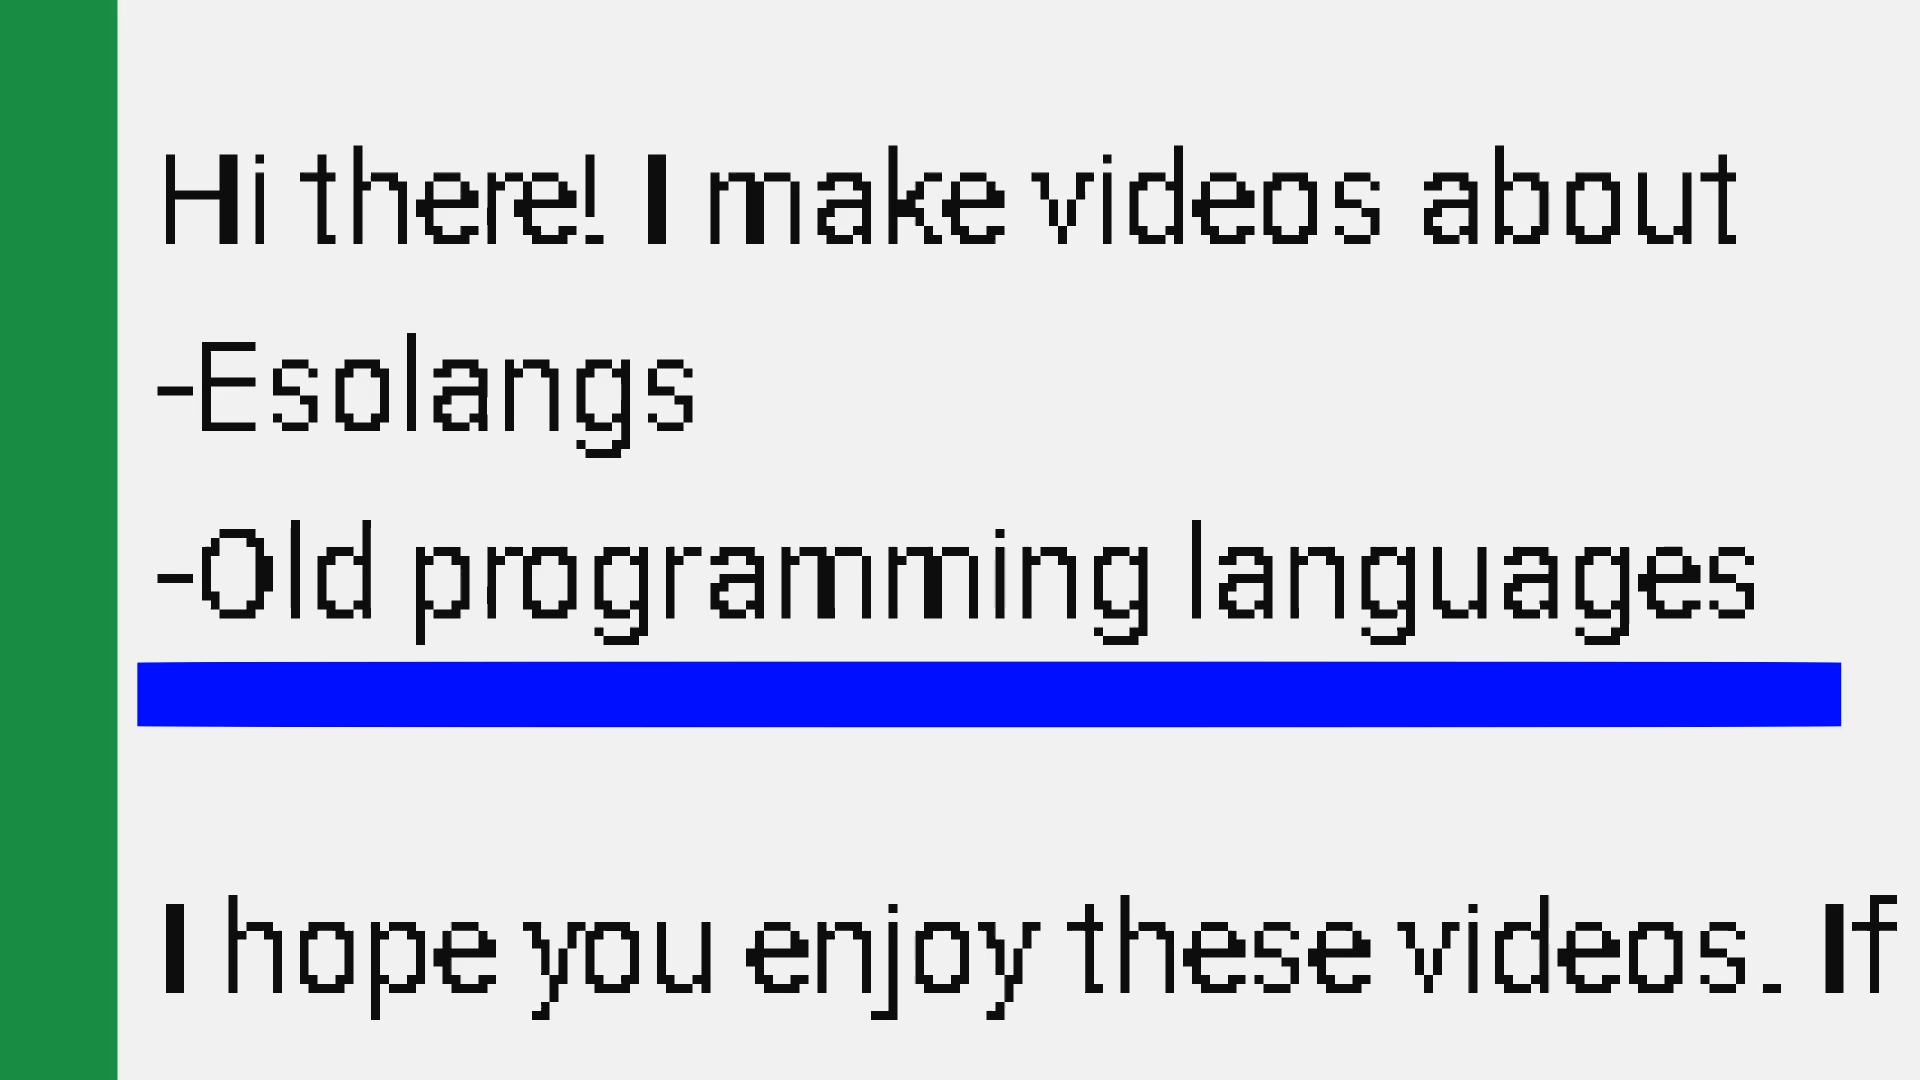 Hi there! I make videos about
-Esolangs
-Old programming languages
I hope you enjoy these videos. If